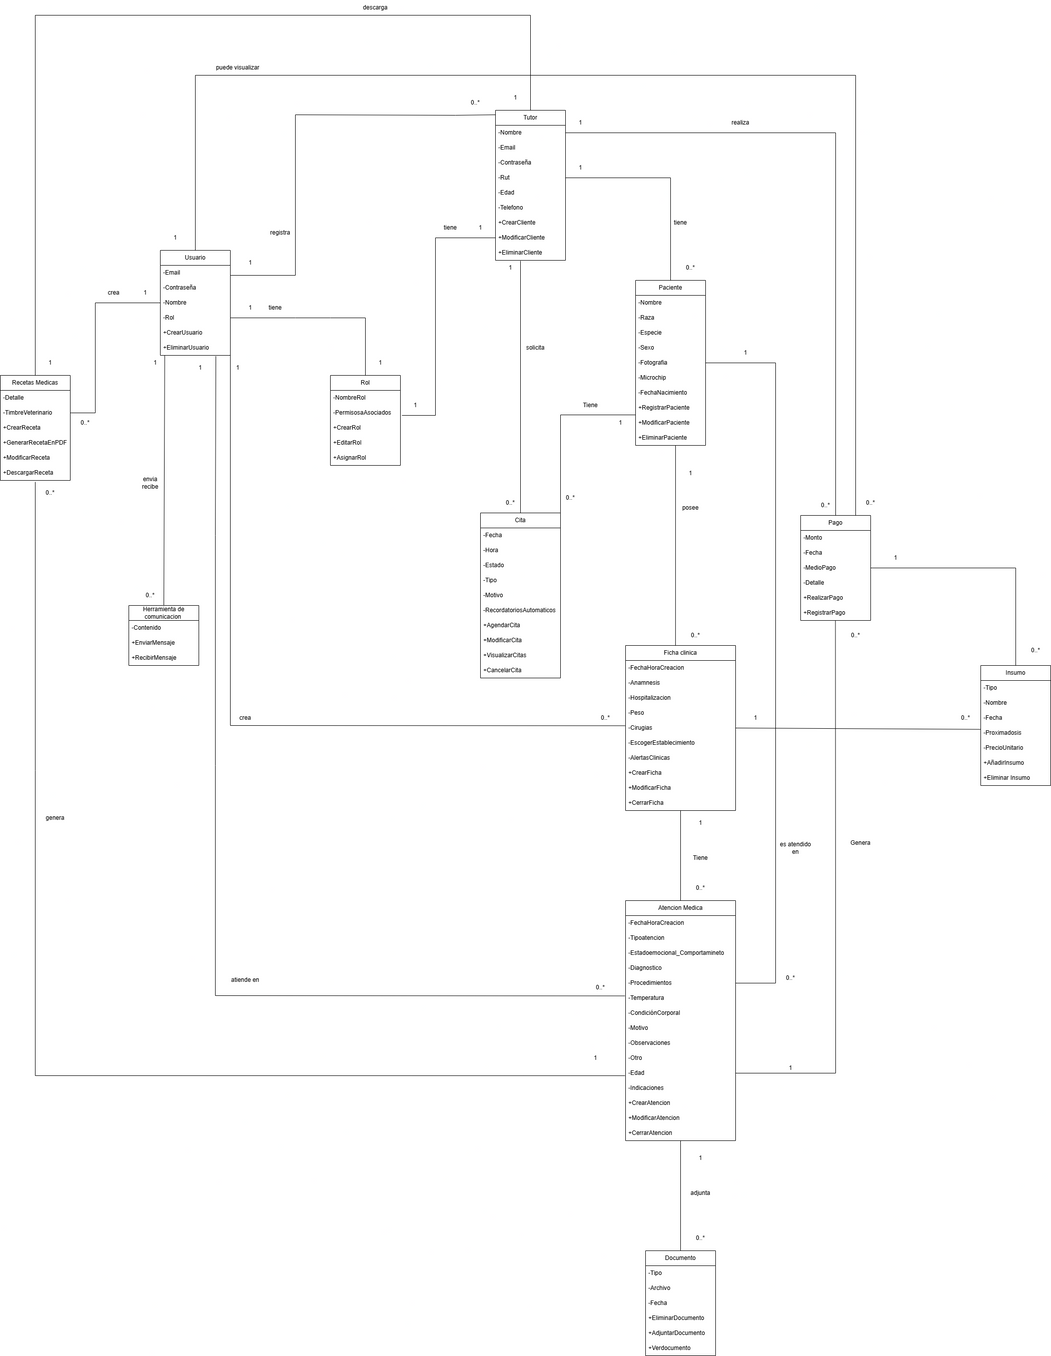 descarga
puede visualizar
0..*
1
Tutor
-Nombre
-Email
-Contraseña
-Rut
-Edad
-Telefono
+CrearCliente
+ModificarCliente
+EliminarCliente
1
realiza
1
tiene
0..*
registra
tiene
1
1
1
1
Usuario
-Email
-Contraseña
-Nombre
-Rol
+CrearUsuario
+EliminarUsuario
crea
1
1
tiene
1
1
1
1
1
Recetas Medicas
-Detalle
-TimbreVeterinario
+CrearReceta
+GenerarRecetaEnPDF
+ModificarReceta
+DescargarReceta
0..*
0..*
Rol
-NombreRol
-PermisosaAsociados
+CrearRol
+EditarRol
+AsignarRol
1
solicita
Paciente
-Nombre
-Raza
-Especie
-Sexo
-Fotografia
-Microchip
-FechaNacimiento
+RegistrarPaciente
+ModificarPaciente
+EliminarPaciente
1
Tiene
1
1
posee
envia
recibe
0..*
Herramienta de
comunicacion
-Contenido
+EnviarMensaje
+RecibirMensaje
0..*
0..*
Cita
-Fecha
-Hora
-Estado
-Tipo
-Motivo
-RecordatoriosAutomaticos
+AgendarCita
+ModificarCita
+VisualizarCitas
+CancelarCita
0..*
0..*
Pago
-Monto
-Fecha
-MedioPago
-Detalle
+RealizarPago
+RegistrarPago
1
0..*
0..*
0..*
Ficha clinica
-FechaHoraCreacion
-Anamnesis
-Hospitalizacion
-Peso
-Cirugias
-EscogerEstablecimiento
-AlertasClinicas
+CrearFicha
+ModificarFicha
+CerrarFicha
crea
0..*
1
0..*
Insumo
-Tipo
-Nombre
-Fecha
-Proximadosis
-PrecioUnitario
+AñadirInsumo
+Eliminar Insumo
genera
1
Tiene
0..*
es atendido
en
Genera
Atencion Medica
-FechaHoraCreacion
-Tipoatencion
-Estadoemocional_Comportamineto
-Diagnostico
-Procedimientos
-Temperatura
-CondiciónCorporal
-Motivo
-Observaciones
-Otro
-Edad
-Indicaciones
+CrearAtencion
+ModificarAtencion
+CerrarAtencion
atiende en
0..*
0..*
1
1
1
adjunta
0..*
Documento
-Tipo
-Archivo
-Fecha
+EliminarDocumento
+AdjuntarDocumento
+Verdocumento